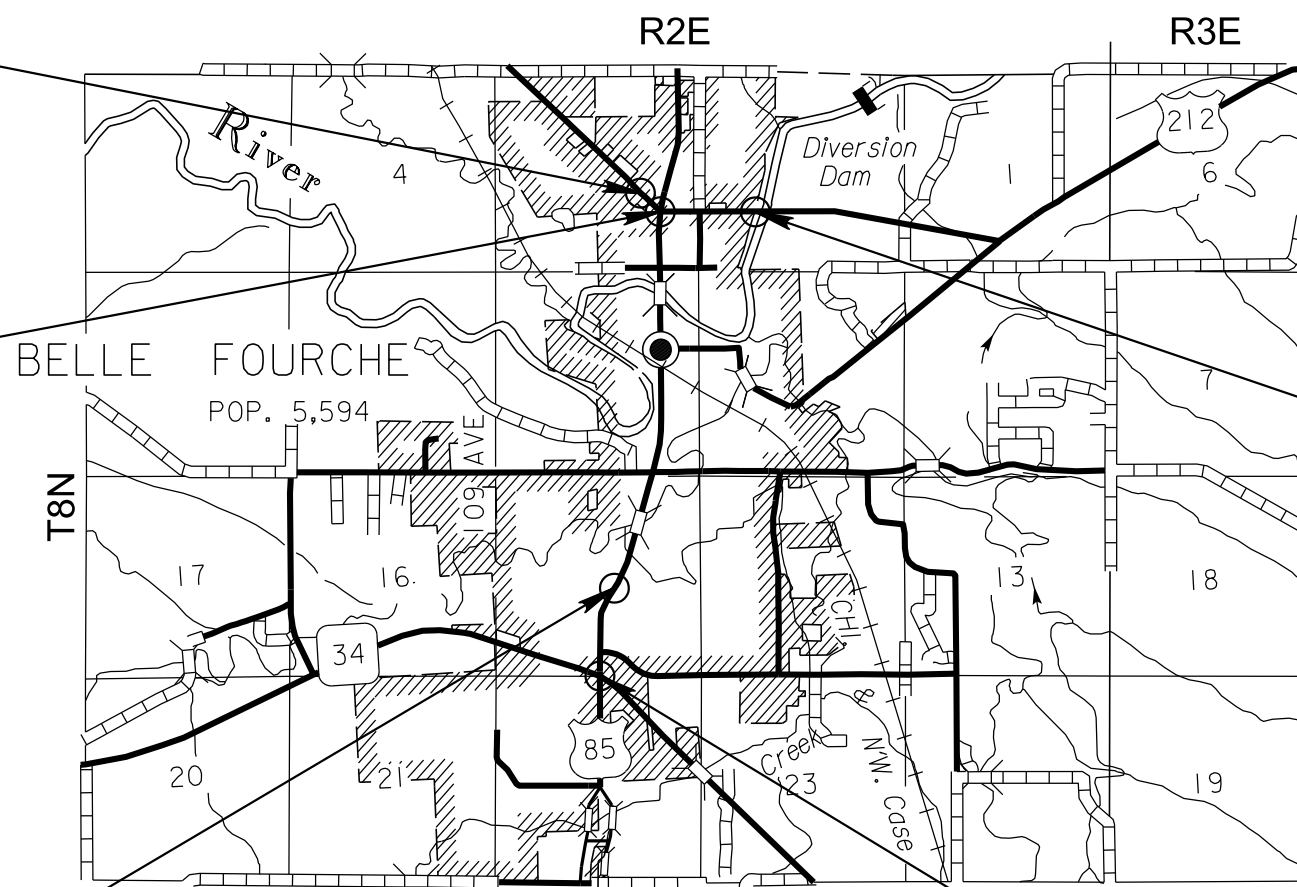 R2E
R3E
212
River
Diversion
Dam
4
1
6
BELLE FOURCHE
POP. 5,594
7
109 AVE
T8N
17
16
13
18
CHI.
34
&
85
Creek
NW.
Case
20
21
23
19